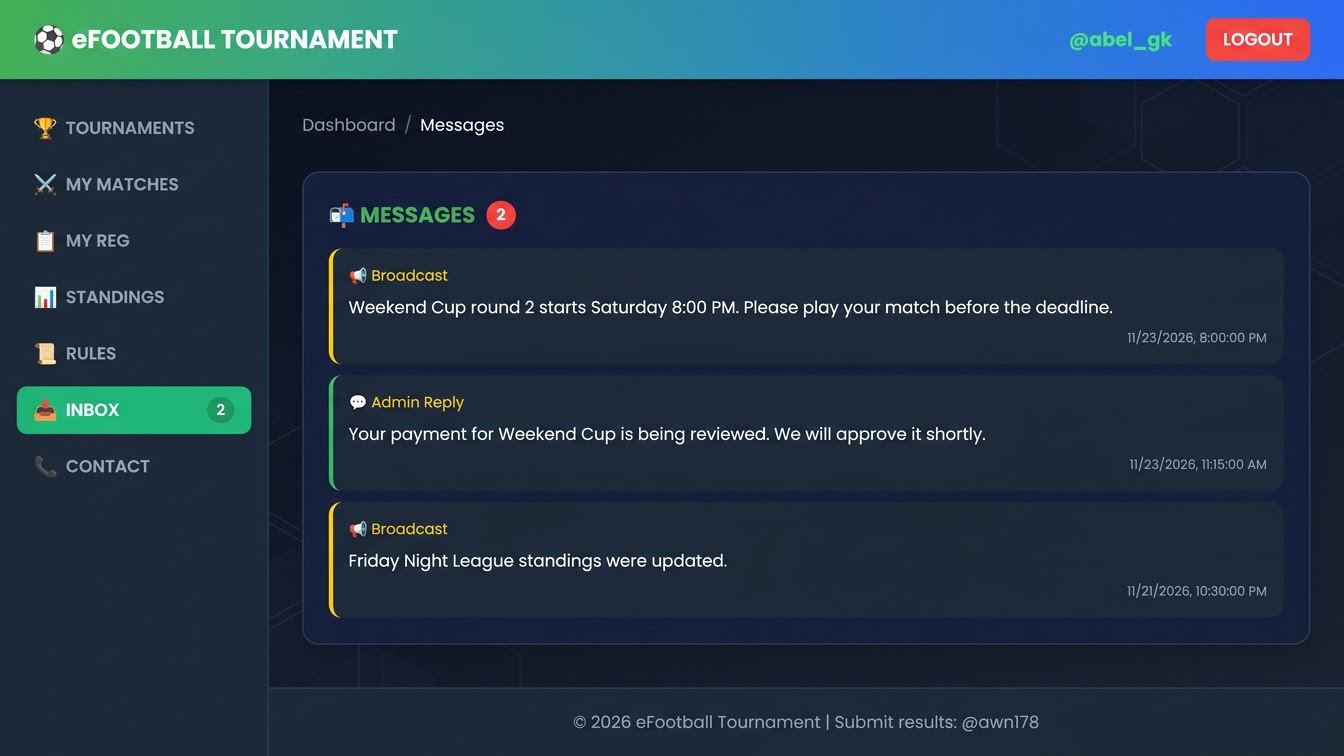 eFOOTBALL TOURNAMENT
@abel_gk
LOGOUT
TOURNAMENTS
MY MATCHES
MY REG
STANDINGS
RULES
INBOX 2
CONTACT
Dashboard / Messages
MESSAGES 2
Broadcast
Weekend Cup round 2 starts Saturday 8:00 PM. Please play your match before the deadline.
11/23/2026, 8:00:00 PM
Admin Reply
Your payment for Weekend Cup is being reviewed. We will approve it shortly.
11/23/2026, 11:15:00 AM
Broadcast
Friday Night League standings were updated.
11/21/2026, 10:30:00 PM
© 2026 eFootball Tournament | Submit results: @awn178